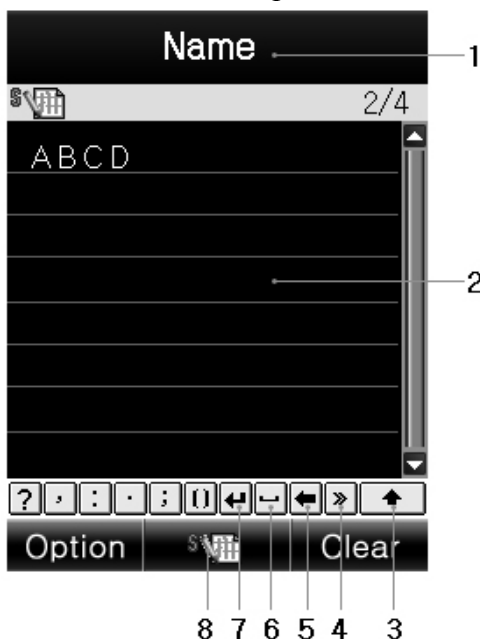 Name
1
S 2/4
ABCD
2
? , : . ; () ↵ ⎵ ← » ↑
Option S Clear
8 7 6 5 4 3